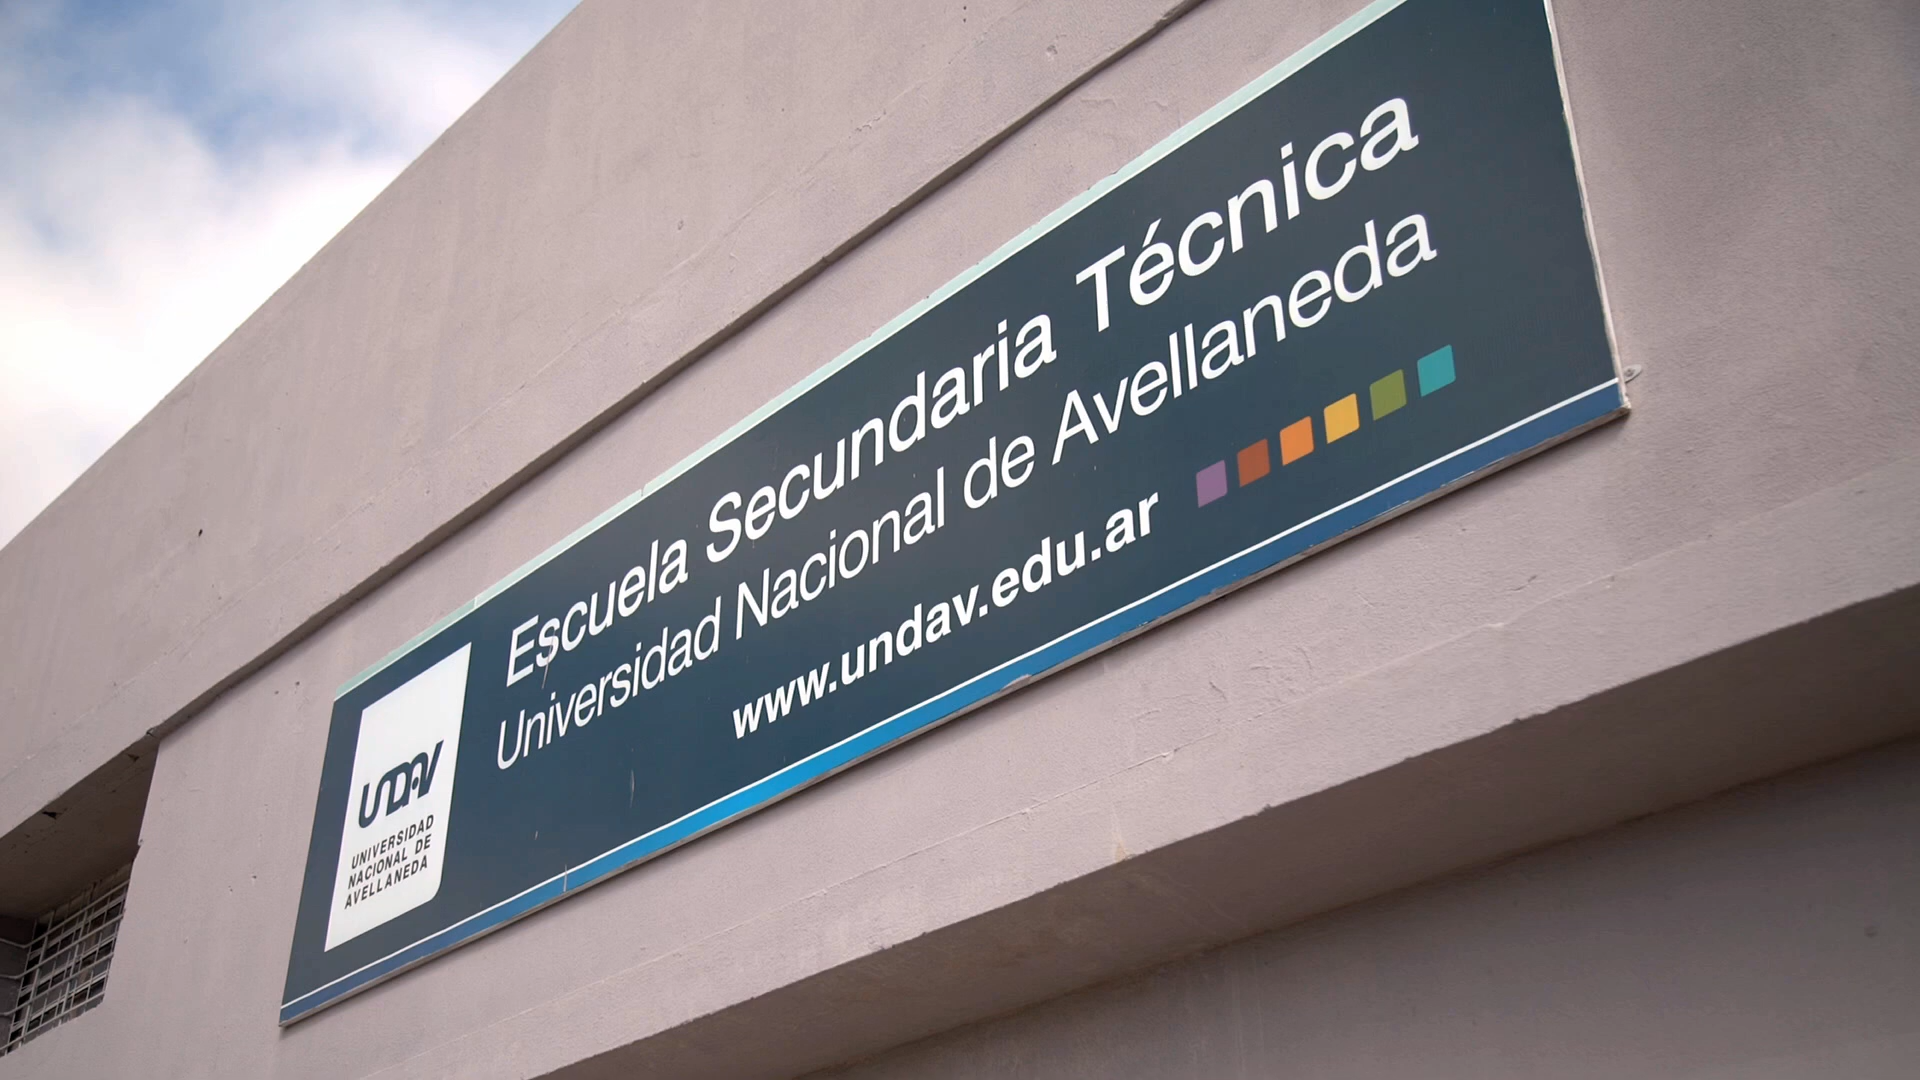 Escuela Secundaria Técnica
Universidad Nacional de Avellaneda
www.undav.edu.ar
UNDAV
UNIVERSIDAD
NACIONAL DE
AVELLANEDA